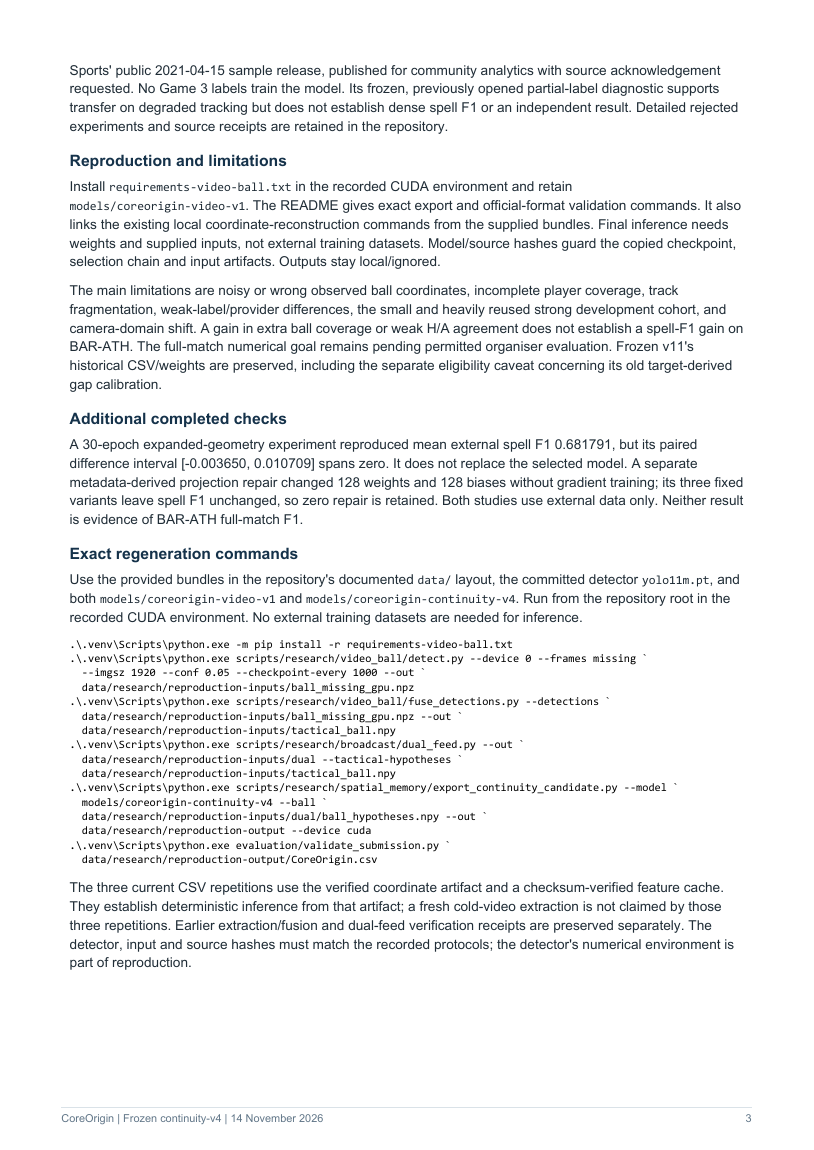 Sports' public 2021-04-15 sample release, published for community analytics with source acknowledgement
requested. No Game 3 labels train the model. Its frozen, previously opened partial-label diagnostic supports
transfer on degraded tracking but does not establish dense spell F1 or an independent result. Detailed rejected
experiments and source receipts are retained in the repository.
Reproduction and limitations
Install requirements-video-ball.txt in the recorded CUDA environment and retain
models/coreorigin-video-v1. The README gives exact export and official-format validation commands. It also
links the existing local coordinate-reconstruction commands from the supplied bundles. Final inference needs
weights and supplied inputs, not external training datasets. Model/source hashes guard the copied checkpoint,
selection chain and input artifacts. Outputs stay local/ignored.
The main limitations are noisy or wrong observed ball coordinates, incomplete player coverage, track
fragmentation, weak-label/provider differences, the small and heavily reused strong development cohort, and
camera-domain shift. A gain in extra ball coverage or weak H/A agreement does not establish a spell-F1 gain on
BAR-ATH. The full-match numerical goal remains pending permitted organiser evaluation. Frozen v11's
historical CSV/weights are preserved, including the separate eligibility caveat concerning its old target-derived
gap calibration.
Additional completed checks
A 30-epoch expanded-geometry experiment reproduced mean external spell F1 0.681791, but its paired
difference interval [-0.003650, 0.010709] spans zero. It does not replace the selected model. A separate
metadata-derived projection repair changed 128 weights and 128 biases without gradient training; its three fixed
variants leave spell F1 unchanged, so zero repair is retained. Both studies use external data only. Neither result
is evidence of BAR-ATH full-match F1.
Exact regeneration commands
Use the provided bundles in the repository's documented data/ layout, the committed detector yolo11m.pt, and
both models/coreorigin-video-v1 and models/coreorigin-continuity-v4. Run from the repository root in the
recorded CUDA environment. No external training datasets are needed for inference.
.\.venv\Scripts\python.exe -m pip install -r requirements-video-ball.txt
.\.venv\Scripts\python.exe scripts/research/video_ball/detect.py --device 0 --frames missing `
--imgsz 1920 --conf 0.05 --checkpoint-every 1000 --out `
data/research/reproduction-inputs/ball_missing_gpu.npz
.\.venv\Scripts\python.exe scripts/research/video_ball/fuse_detections.py --detections `
data/research/reproduction-inputs/ball_missing_gpu.npz --out `
data/research/reproduction-inputs/tactical_ball.npy
.\.venv\Scripts\python.exe scripts/research/broadcast/dual_feed.py --out `
data/research/reproduction-inputs/dual --tactical-hypotheses `
data/research/reproduction-inputs/tactical_ball.npy
.\.venv\Scripts\python.exe scripts/research/spatial_memory/export_continuity_candidate.py --model `
models/coreorigin-continuity-v4 --ball `
data/research/reproduction-inputs/dual/ball_hypotheses.npy --out `
data/research/reproduction-output --device cuda
.\.venv\Scripts\python.exe evaluation/validate_submission.py `
data/research/reproduction-output/CoreOrigin.csv
The three current CSV repetitions use the verified coordinate artifact and a checksum-verified feature cache.
They establish deterministic inference from that artifact; a fresh cold-video extraction is not claimed by those
three repetitions. Earlier extraction/fusion and dual-feed verification receipts are preserved separately. The
detector, input and source hashes must match the recorded protocols; the detector's numerical environment is
part of reproduction.
CoreOrigin | Frozen continuity-v4 | 14 November 2026
3